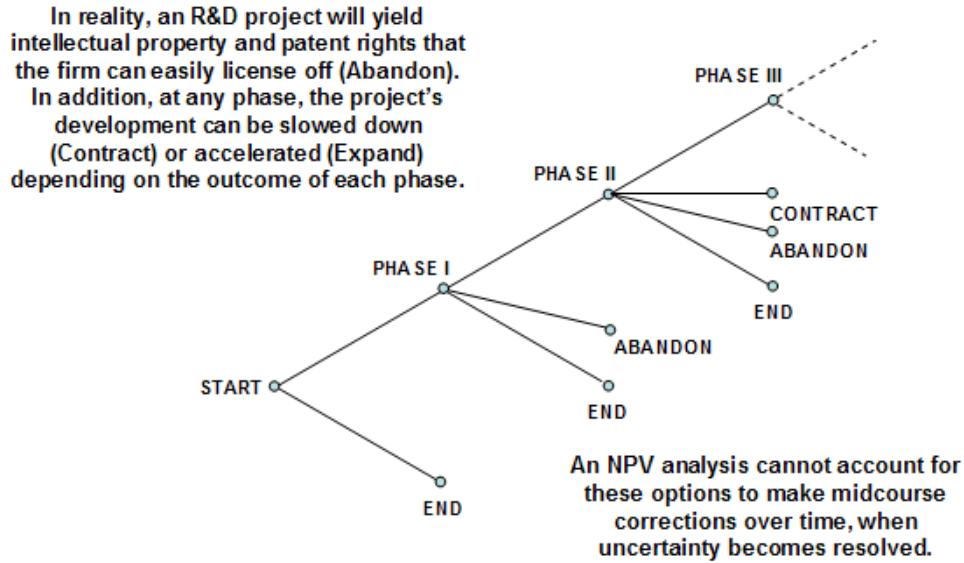 In reality, an R&D project will yield
intellectual property and patent rights that
the firm can easily license off (Abandon).
In addition, at any phase, the project's
development can be slowed down
(Contract) or accelerated (Expand)
depending on the outcome of each phase.
PHASE III
PHASE II
CONTRACT
ABANDON
PHASE I
END
ABANDON
START
END
An NPV analysis cannot account for
these options to make midcourse
corrections over time, when
uncertainty becomes resolved.
END